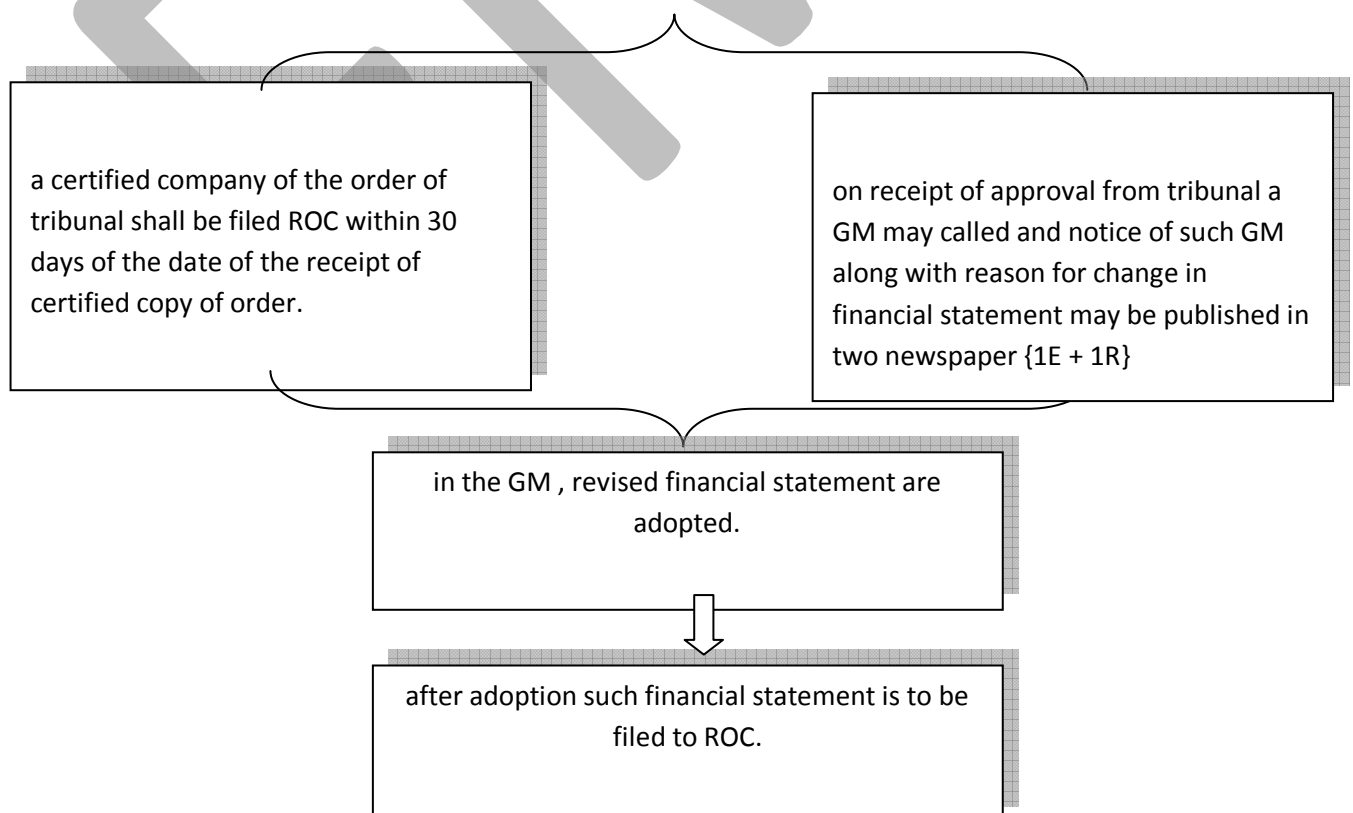 a certified company of the order of
tribunal shall be filed ROC within 30
days of the date of the receipt of
certified copy of order.
on receipt of approval from tribunal a
GM may called and notice of such GM
along with reason for change in
financial statement may be published in
two newspaper {1E + 1R}
in the GM , revised financial statement are
adopted.
after adoption such financial statement is to be
filed to ROC.